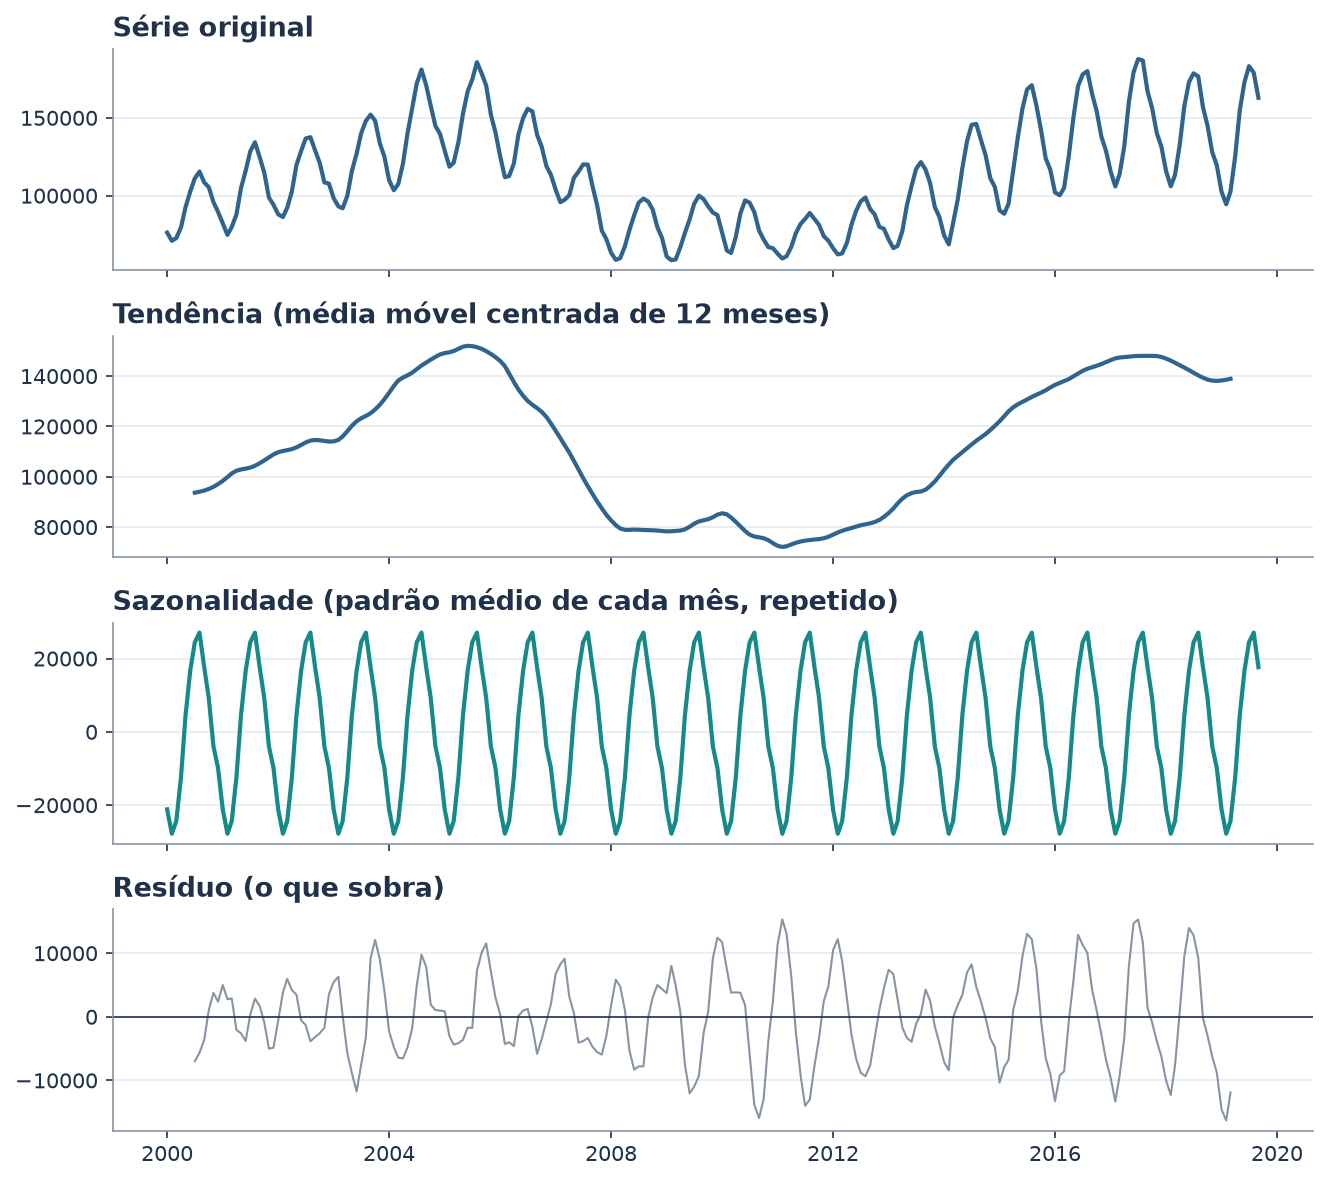 Série original
150000
100000
Tendência (média móvel centrada de 12 meses)
140000
120000
100000
80000
Sazonalidade (padrão médio de cada mês, repetido)
20000
0
−20000
Resíduo (o que sobra)
10000
0
−10000
2000 2004 2008 2012 2016 2020